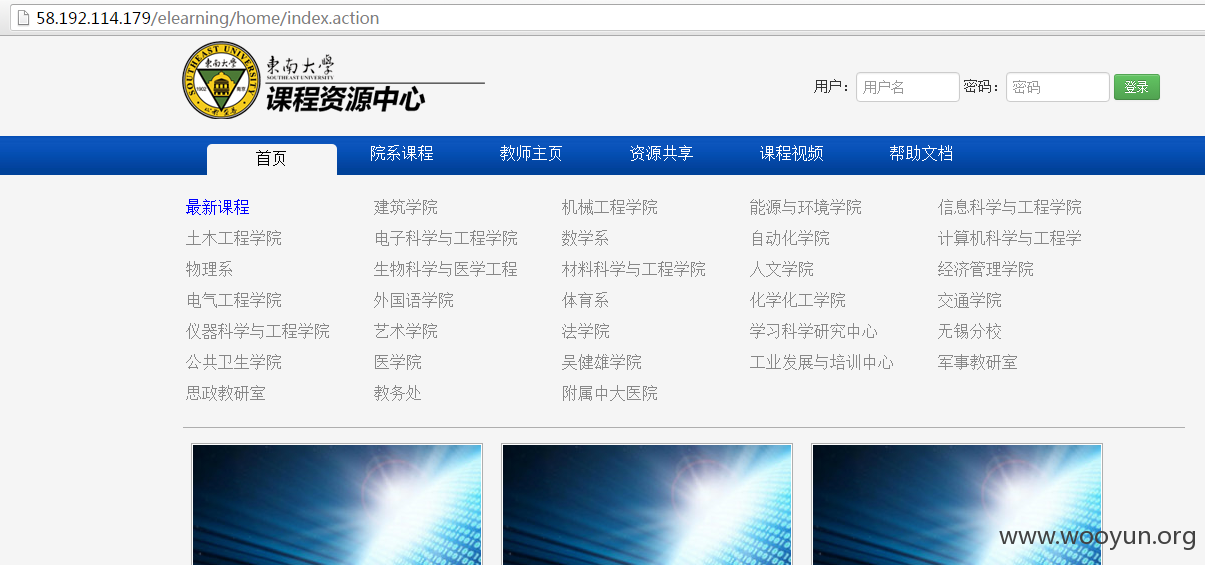 58.192.114.179/elearning/home/index.action
東南大學
SOUTHEAST UNIVERSITY
课程资源中心
用户： 用户名 密码： 密码 登录
首页 院系课程 教师主页 资源共享 课程视频 帮助文档
最新课程 建筑学院 机械工程学院 能源与环境学院 信息科学与工程学院
土木工程学院 电子科学与工程学院 数学系 自动化学院 计算机科学与工程学
物理系 生物科学与医学工程 材料科学与工程学院 人文学院 经济管理学院
电气工程学院 外国语学院 体育系 化学化工学院 交通学院
仪器科学与工程学院 艺术学院 法学院 学习科学研究中心 无锡分校
公共卫生学院 医学院 吴健雄学院 工业发展与培训中心 军事教研室
思政教研室 教务处 附属中大医院
www.wooyun.org